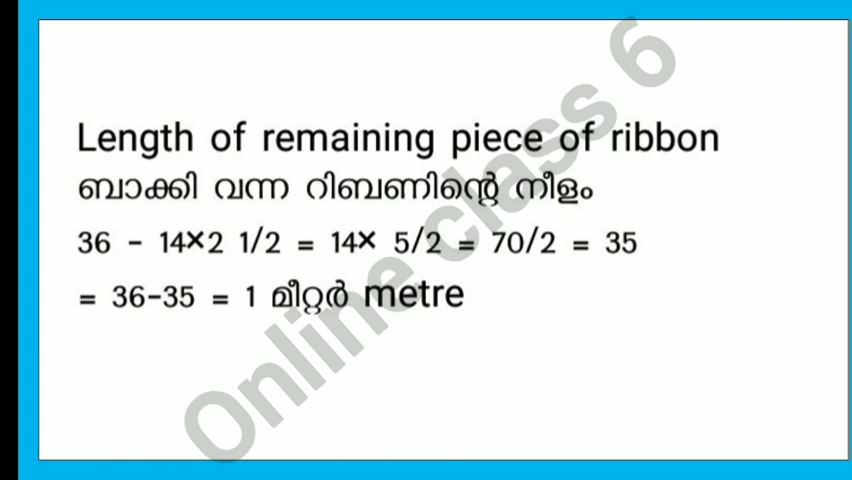 Length of remaining piece of ribbon
ബാക്കി വന്ന റിബണിന്റെ നീളം
36 - 14×2 1/2 = 14× 5/2 = 70/2 = 35
= 36-35 = 1 മീറ്റർ metre
Online class 6